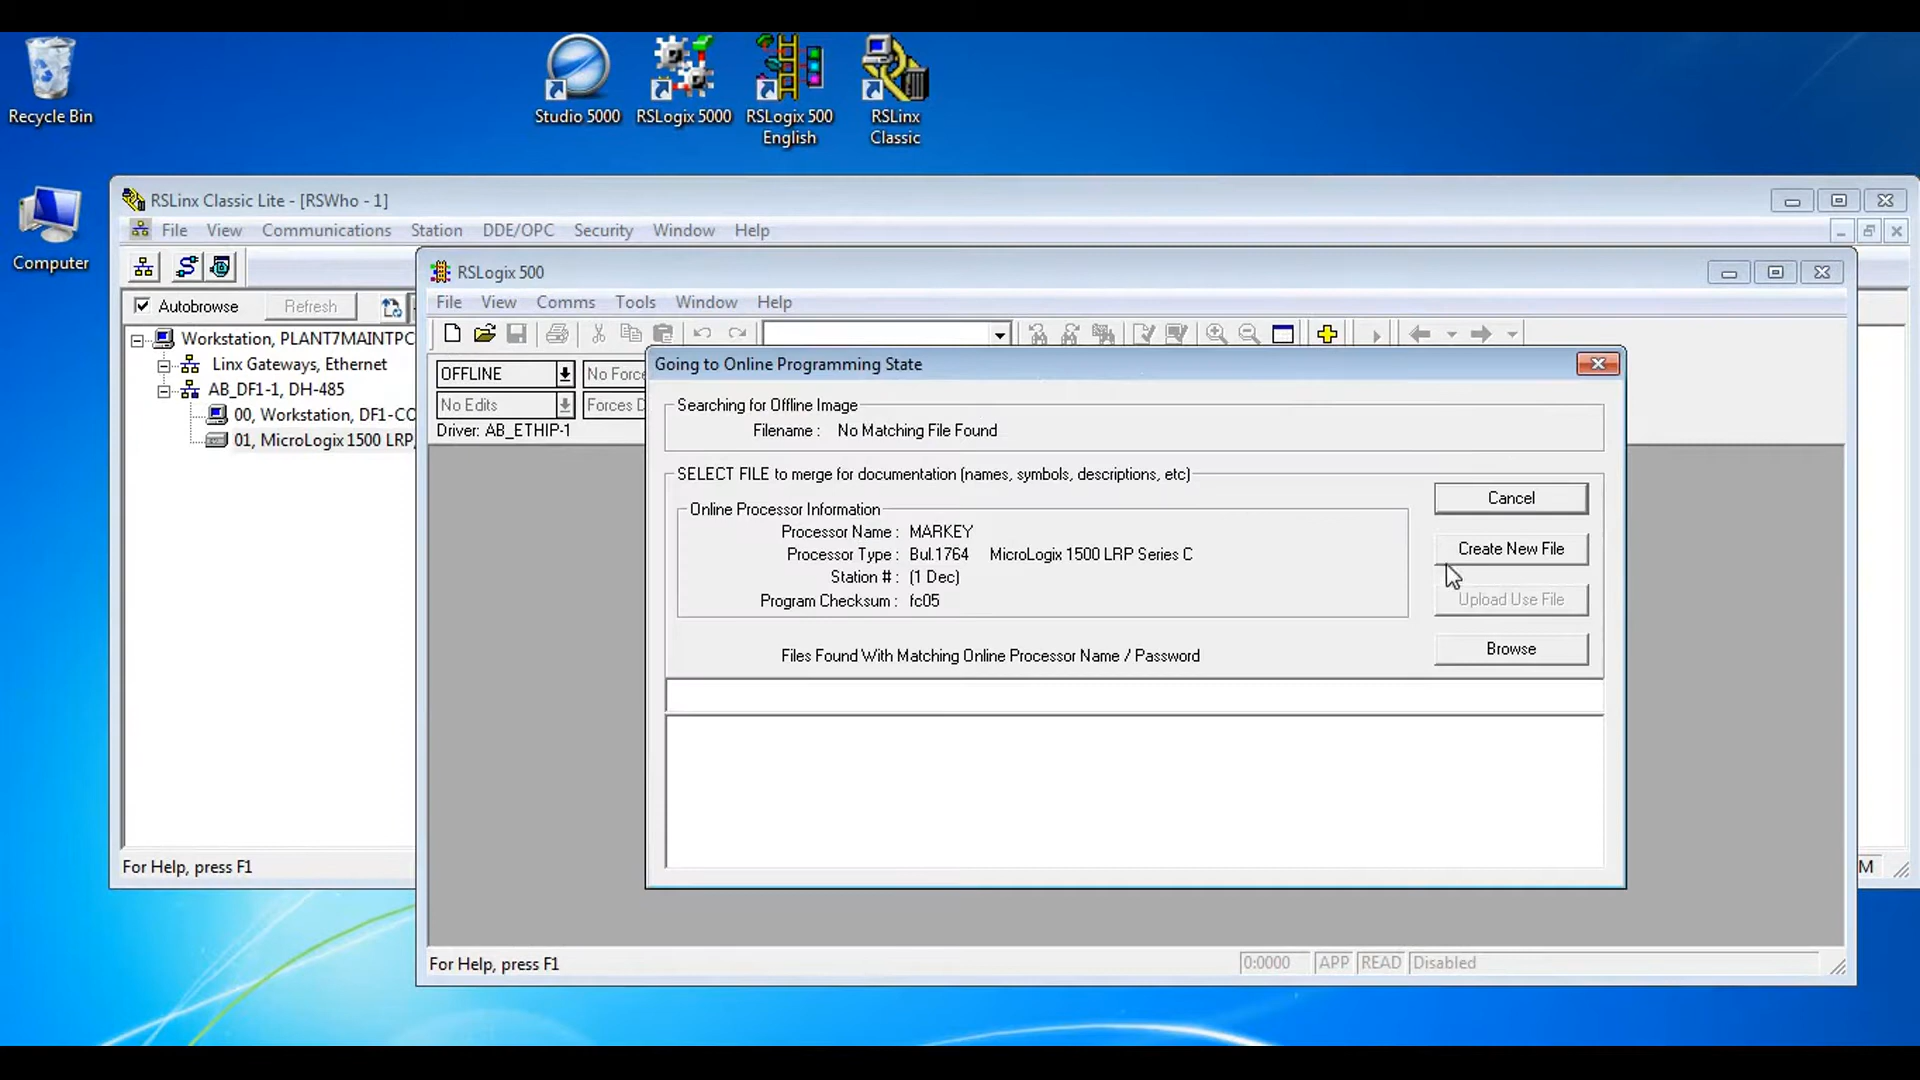 Recycle Bin
Studio 5000
RSLogix 5000
RSLogix 500
English
RSLinx
Classic
Computer
RSLinx Classic Lite - [RSWho - 1]
File View Communications Station DDE/OPC Security Window Help
Autobrowse Refresh
Workstation, PLANT7MAINTPC
Linx Gateways, Ethernet
AB_DF1-1, DH-485
00, Workstation, DF1-CO
01, MicroLogix 1500 LRP,
For Help, press F1
M
RSLogix 500
File View Comms Tools Window Help
OFFLINE No Force
No Edits Forces D
Driver: AB_ETHIP-1
Going to Online Programming State
Searching for Offline Image
Filename : No Matching File Found
SELECT FILE to merge for documentation (names, symbols, descriptions, etc)
Online Processor Information
Processor Name : MARKEY
Processor Type : Bul.1764 MicroLogix 1500 LRP Series C
Station # : (1 Dec)
Program Checksum : fc05
Files Found With Matching Online Processor Name / Password
Cancel
Create New File
Upload Use File
Browse
For Help, press F1
0:0000 APP READ Disabled